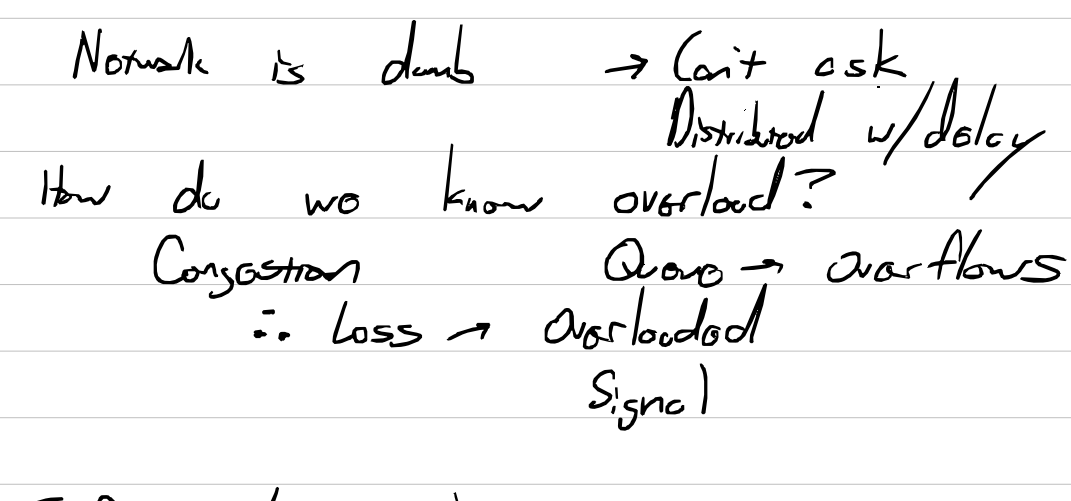 Network is dumb → Can't ask
Distributed w/delay
How do we know overload?
Congestion Queue → overflows
∴ Loss → Overloaded
Signal